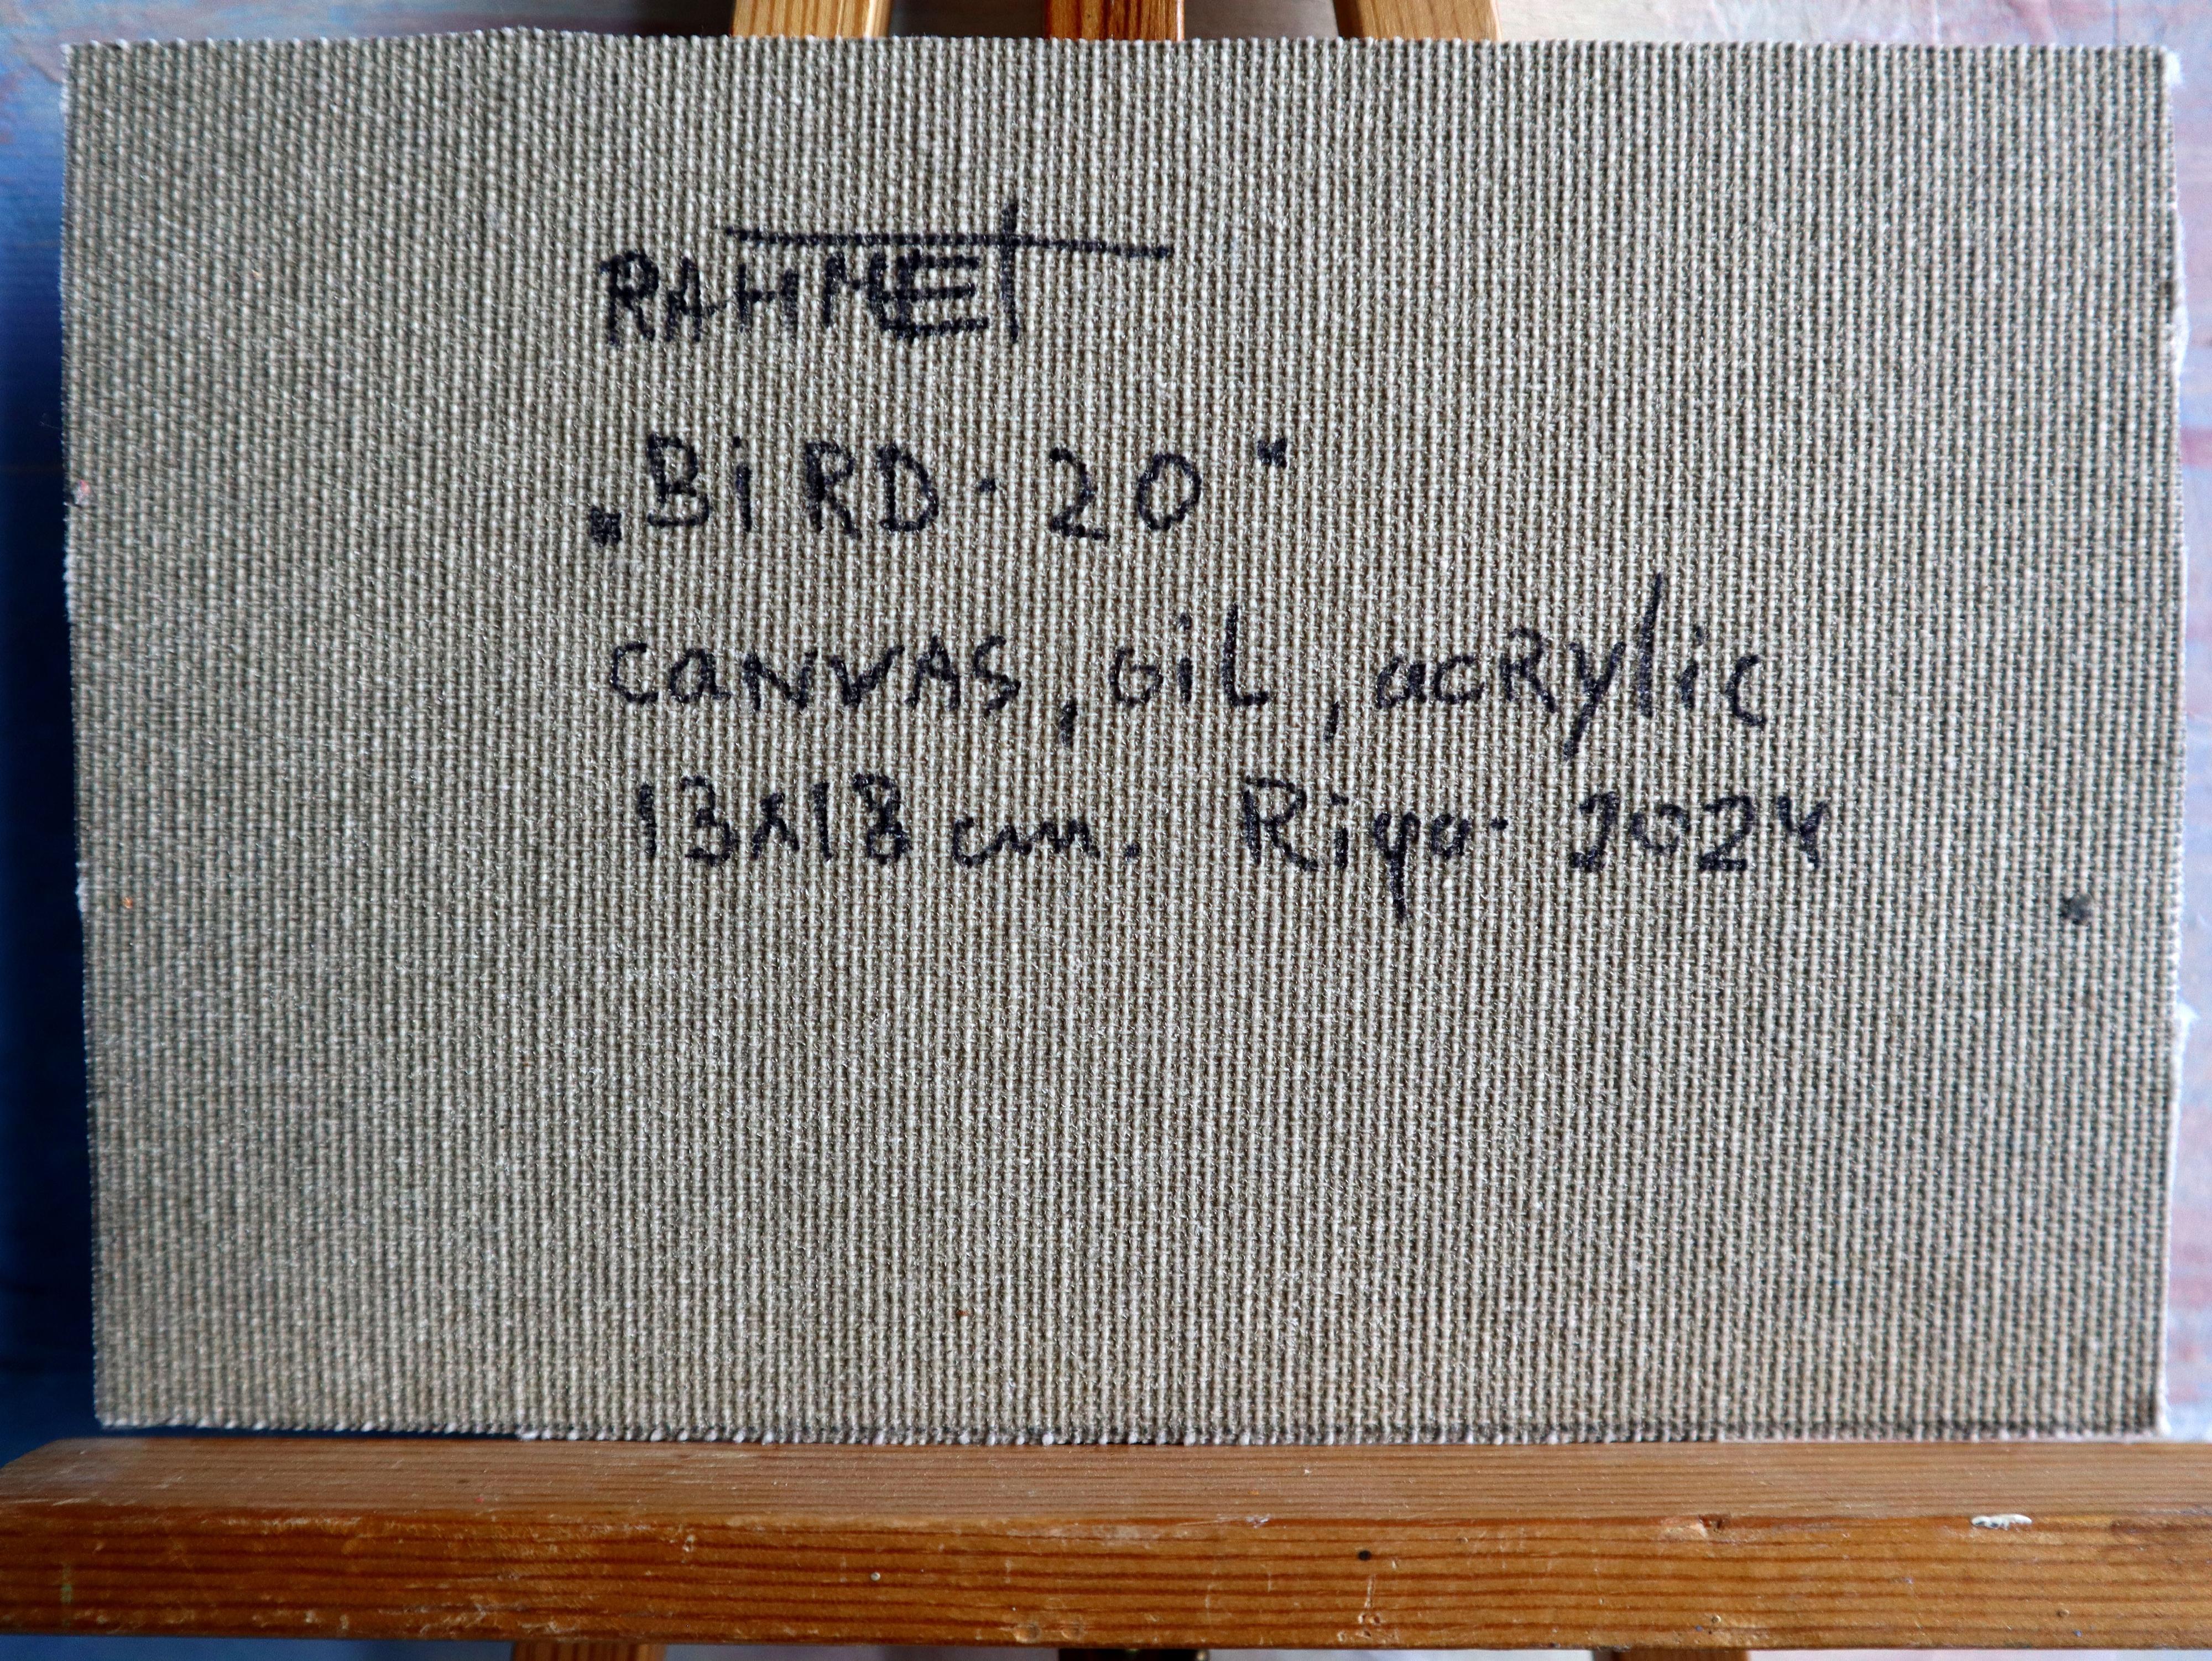 RAHMET
„BiRD·20“
CANVAS, oil, acRylic
13x18 cm. Riga· 2024